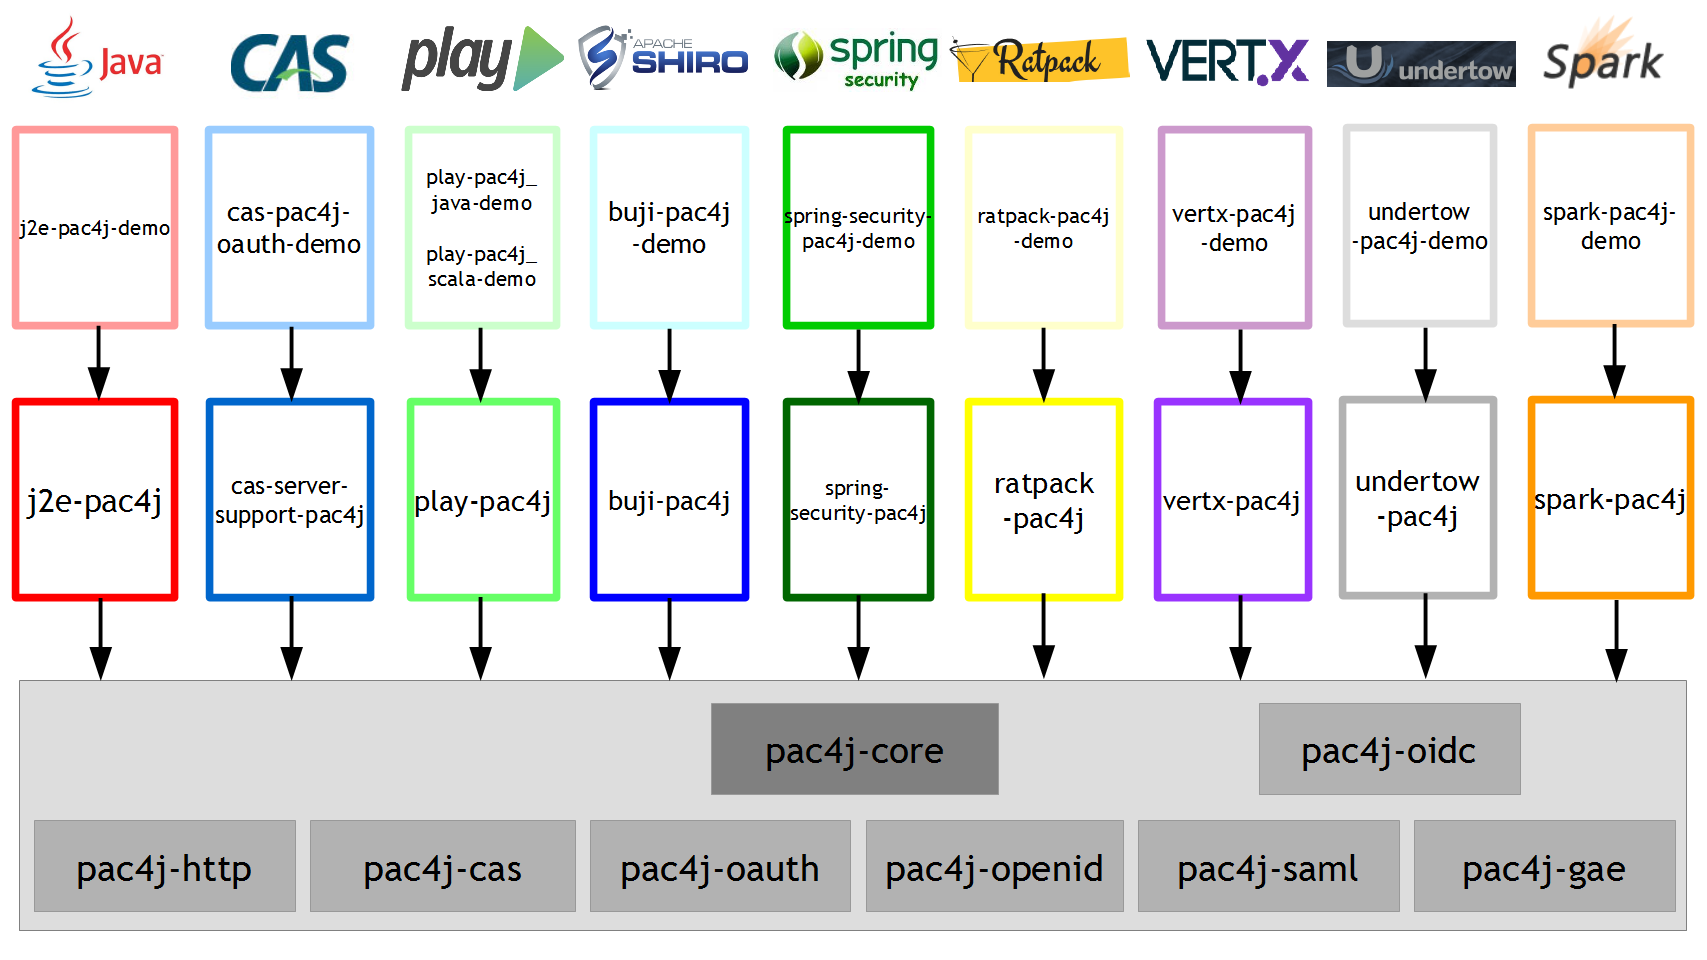 Java
CAS
play
APACHE
SHIRO
spring
security
Ratpack
VERT.X
U undertow
Spark
j2e-pac4j-demo
cas-pac4j-
oauth-demo
play-pac4j_
java-demo
play-pac4j_
scala-demo
buji-pac4j
-demo
spring-security-
pac4j-demo
ratpack-pac4j
-demo
vertx-pac4j
-demo
undertow
-pac4j-demo
spark-pac4j-
demo
j2e-pac4j
cas-server-
support-pac4j
play-pac4j
buji-pac4j
spring-
security-pac4j
ratpack
-pac4j
vertx-pac4j
undertow
-pac4j
spark-pac4j
pac4j-core
pac4j-oidc
pac4j-http
pac4j-cas
pac4j-oauth
pac4j-openid
pac4j-saml
pac4j-gae